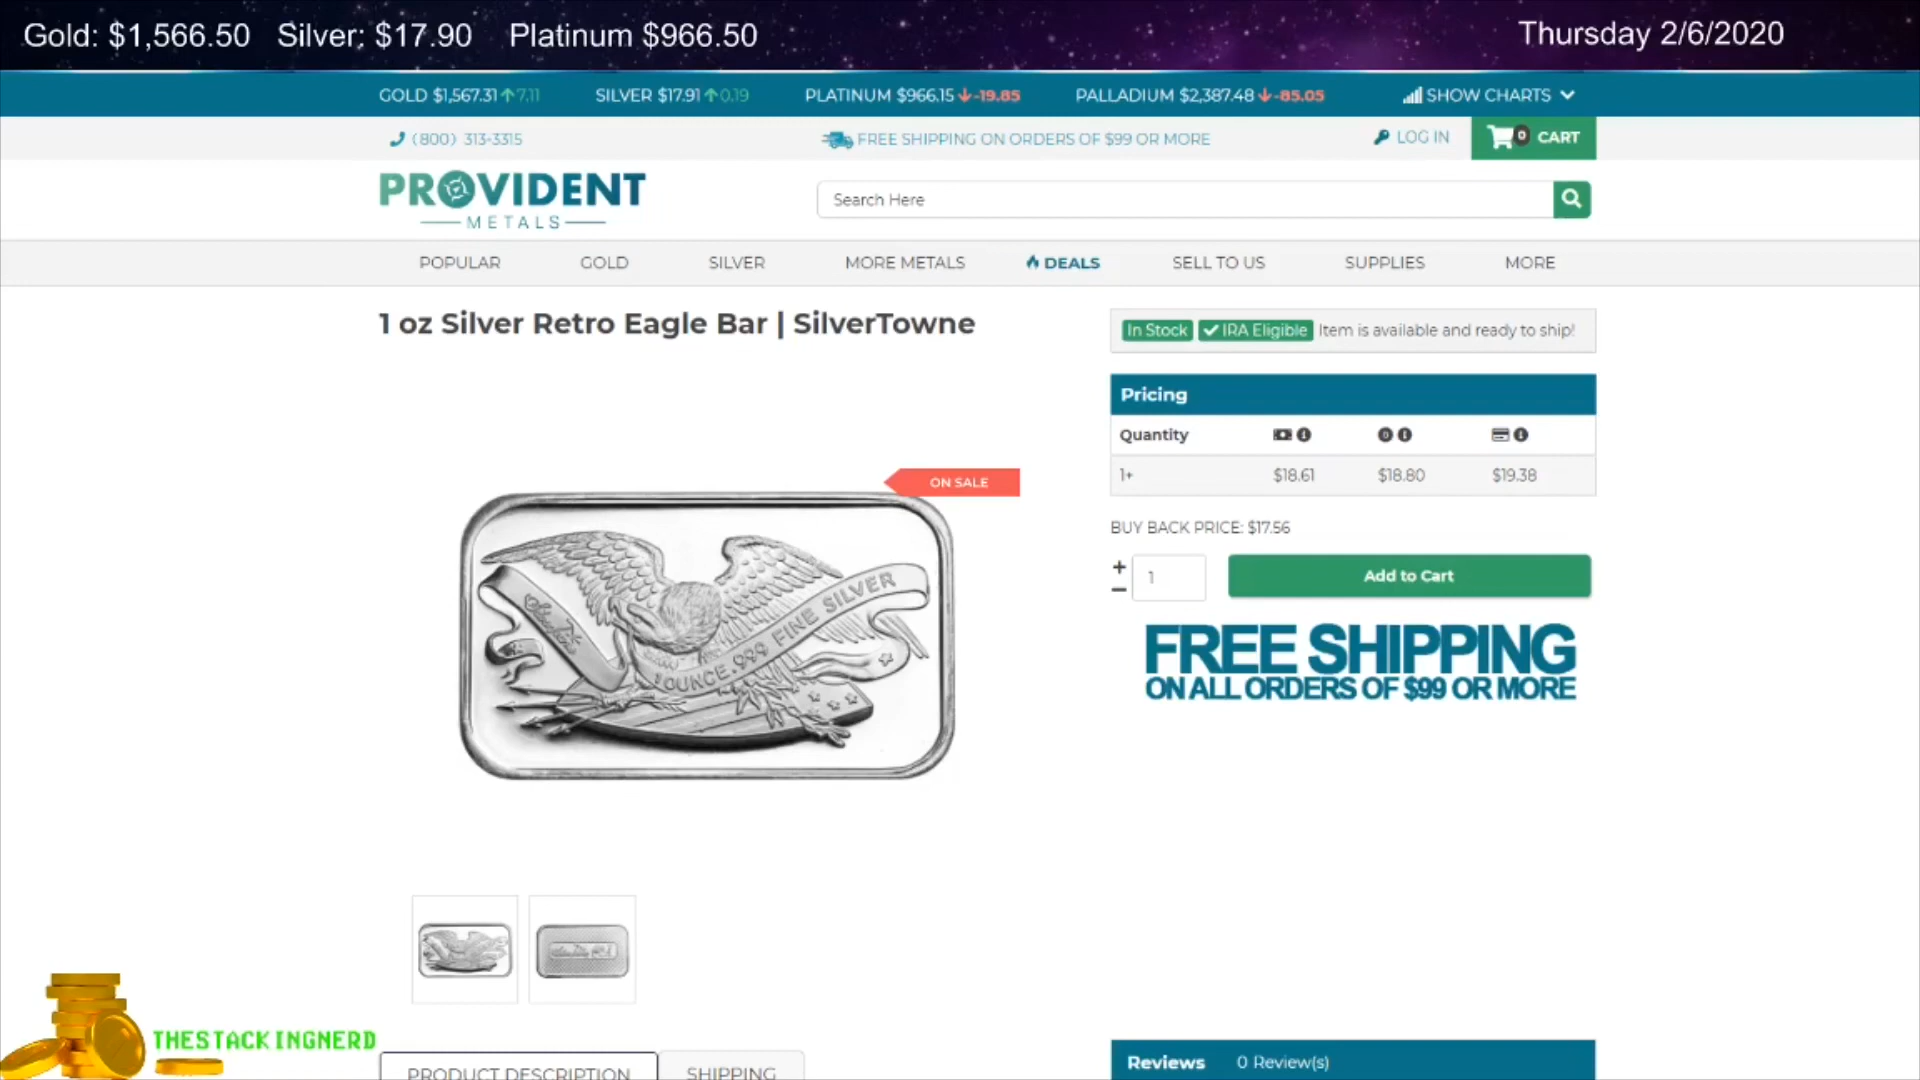 Gold: $1,566.50 Silver: $17.90 Platinum $966.50
Thursday 2/6/2020
GOLD $1,567.31 7.11 SILVER $17.91 0.19 PLATINUM $966.15 -19.85 PALLADIUM $2,387.48 -85.05 SHOW CHARTS
(800) 313-3315 FREE SHIPPING ON ORDERS OF $99 OR MORE LOG IN 0 CART
PROVIDENT
METALS
Search Here
POPULAR GOLD SILVER MORE METALS DEALS SELL TO US SUPPLIES MORE
1 oz Silver Retro Eagle Bar | SilverTowne
In Stock IRA Eligible Item is available and ready to ship!
Pricing
Quantity
1+ $18.61 $18.80 $19.38
ON SALE
BUY BACK PRICE: $17.56
+
1
−
Add to Cart
1 OUNCE .999 FINE SILVER
FREE SHIPPING
ON ALL ORDERS OF $99 OR MORE
THESTACKINGNERD
PRODUCT DESCRIPTION SHIPPING
Reviews 0 Review(s)